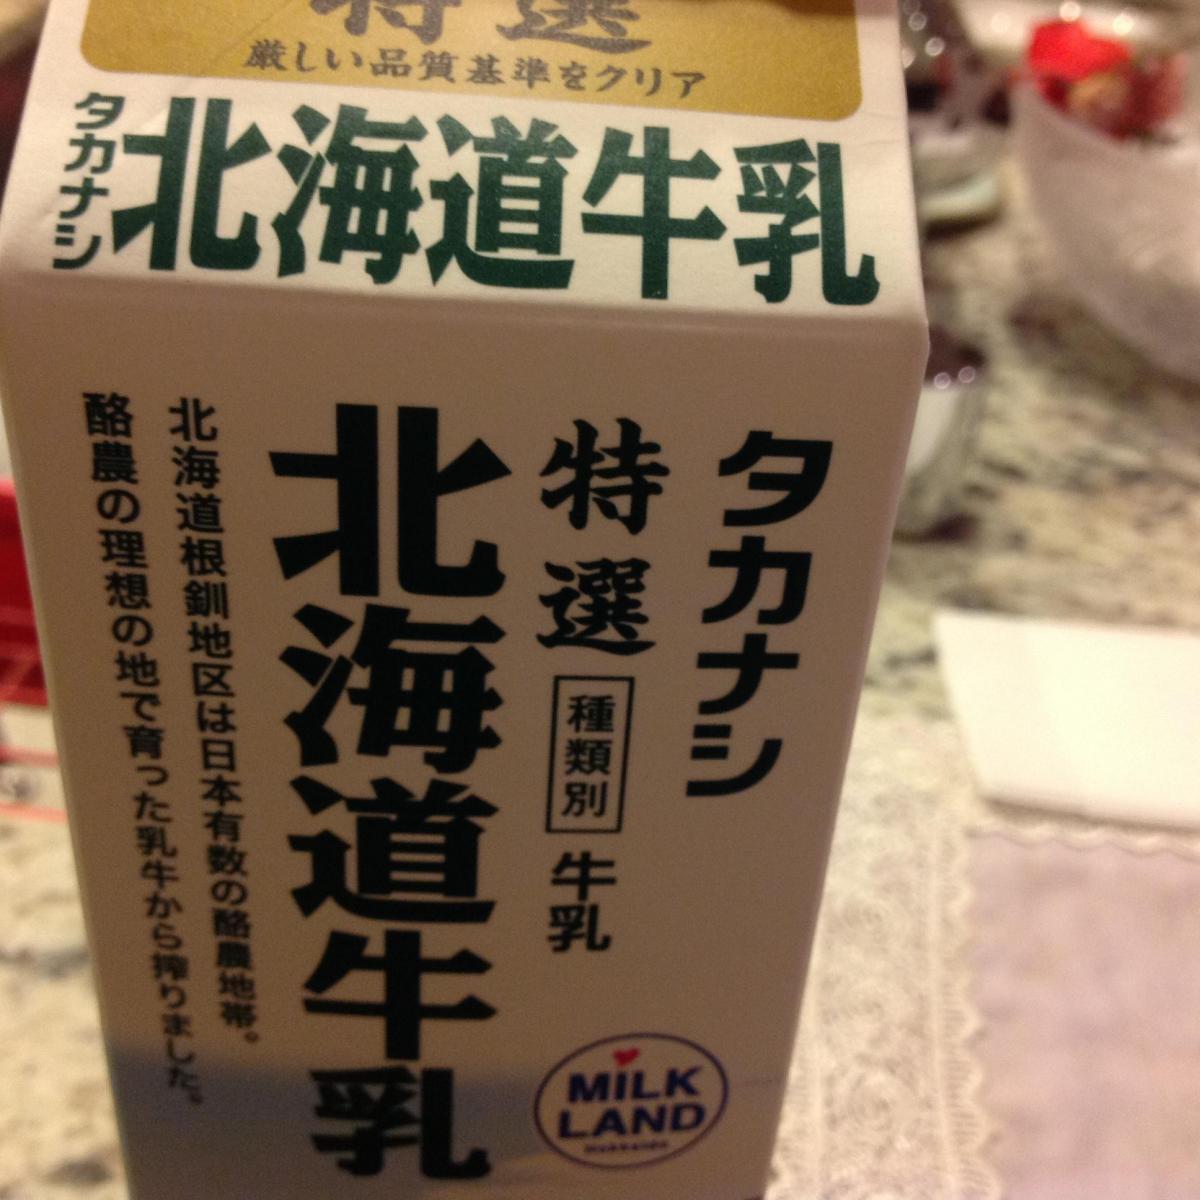 特選
厳しい品質基準をクリア
タカナシ
北海道牛乳
タカナシ
特選
種類別
牛乳
北海道牛乳
北海道根釧地区は日本有数の酪農地帯。
酪農の理想の地で育った乳牛から搾りました。
MILK
LAND
HOKKAIDO